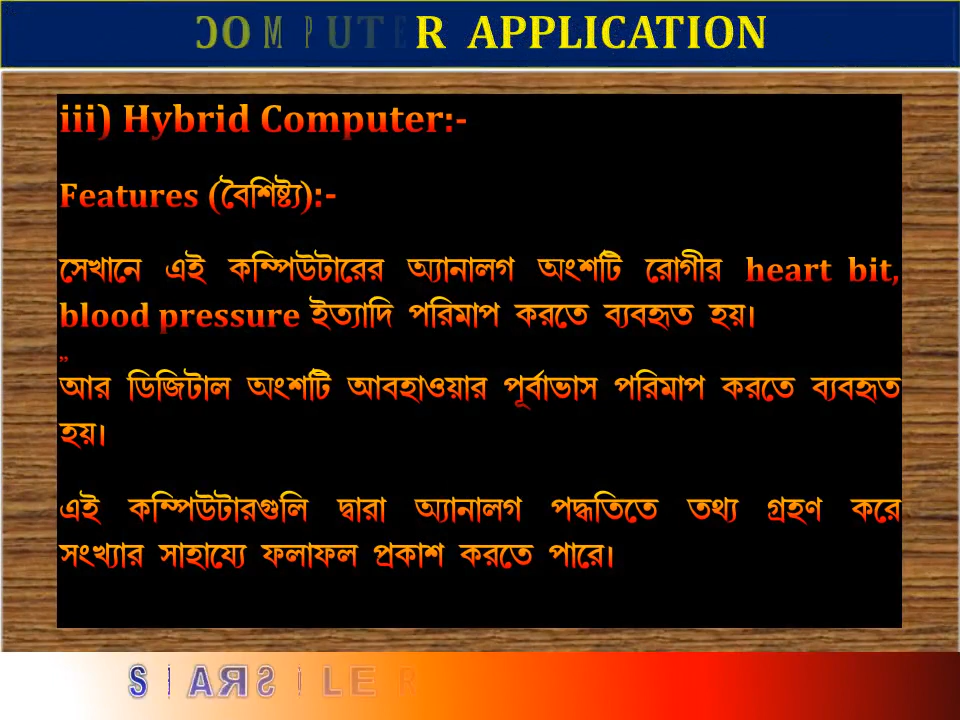 COMPUTER APPLICATION
iii) Hybrid Computer:-
Features (বৈশিষ্ট্য):-
সেখানে এই কম্পিউটারের অ্যানালগ অংশটি রোগীর heart bit,
blood pressure ইত্যাদি পরিমাপ করতে ব্যবহৃত হয়।
”
আর ডিজিটাল অংশটি আবহাওয়ার পূর্বাভাস পরিমাপ করতে ব্যবহৃত
হয়।
এই কম্পিউটারগুলি দ্বারা অ্যানালগ পদ্ধতিতে তথ্য গ্রহণ করে
সংখ্যার সাহায্যে ফলাফল প্রকাশ করতে পারে।